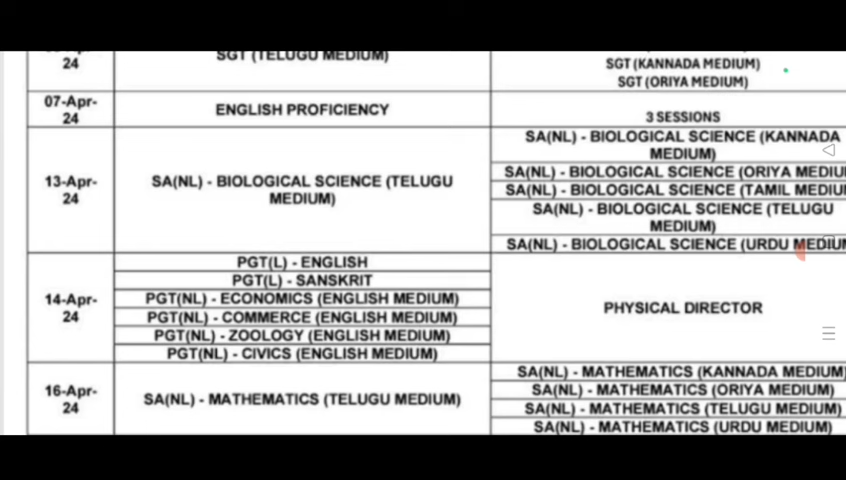 24
SGT (TELUGU MEDIUM)
SGT (KANNADA MEDIUM)
SGT (ORIYA MEDIUM)
07-Apr-
24
ENGLISH PROFICIENCY
3 SESSIONS
13-Apr-
24
SA(NL) - BIOLOGICAL SCIENCE (TELUGU
MEDIUM)
SA(NL) - BIOLOGICAL SCIENCE (KANNADA
MEDIUM)
SA(NL) - BIOLOGICAL SCIENCE (ORIYA MEDIU
SA(NL) - BIOLOGICAL SCIENCE (TAMIL MEDIU
SA(NL) - BIOLOGICAL SCIENCE (TELUGU
MEDIUM)
SA(NL) - BIOLOGICAL SCIENCE (URDU MEDIUM
14-Apr-
24
PGT(L) - ENGLISH
PGT(L) - SANSKRIT
PGT(NL) - ECONOMICS (ENGLISH MEDIUM)
PGT(NL) - COMMERCE (ENGLISH MEDIUM)
PGT(NL) - ZOOLOGY (ENGLISH MEDIUM)
PGT(NL) - CIVICS (ENGLISH MEDIUM)
PHYSICAL DIRECTOR
16-Apr-
24
SA(NL) - MATHEMATICS (TELUGU MEDIUM)
SA(NL) - MATHEMATICS (KANNADA MEDIUM)
SA(NL) - MATHEMATICS (ORIYA MEDIUM)
SA(NL) - MATHEMATICS (TELUGU MEDIUM)
SA(NL) - MATHEMATICS (URDU MEDIUM)